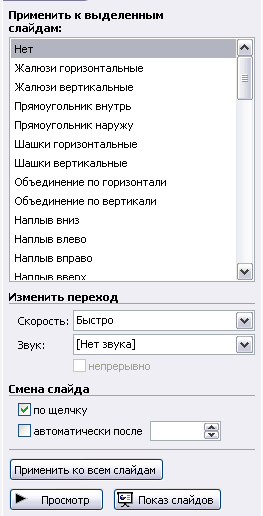 Применить к выделенным
слайдам:
Нет
Жалюзи горизонтальные
Жалюзи вертикальные
Прямоугольник внутрь
Прямоугольник наружу
Шашки горизонтальные
Шашки вертикальные
Объединение по горизонтали
Объединение по вертикали
Наплыв вниз
Наплыв влево
Наплыв вправо
Наплыв вверх
Изменить переход
Скорость: Быстро
Звук: [Нет звука]
непрерывно
Смена слайда
по щелчку
автоматически после
Применить ко всем слайдам
Просмотр Показ слайдов